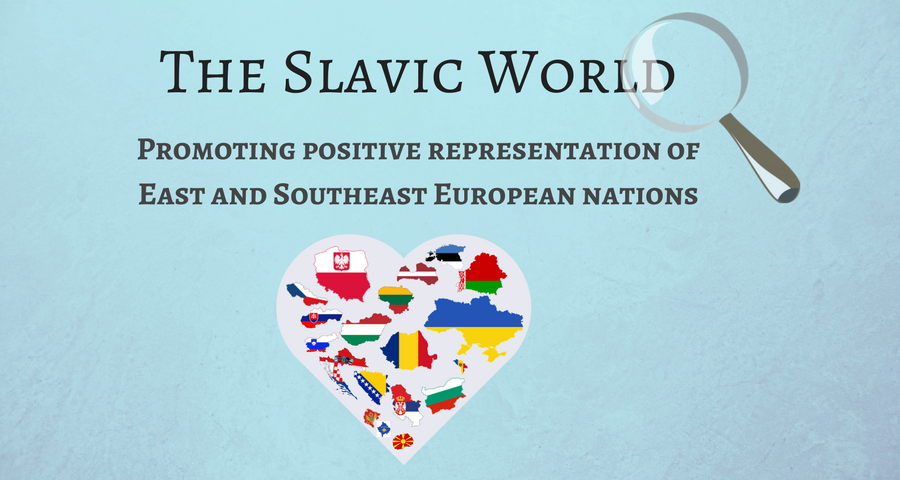 The Slavic World
Promoting positive representation of
East and Southeast European nations